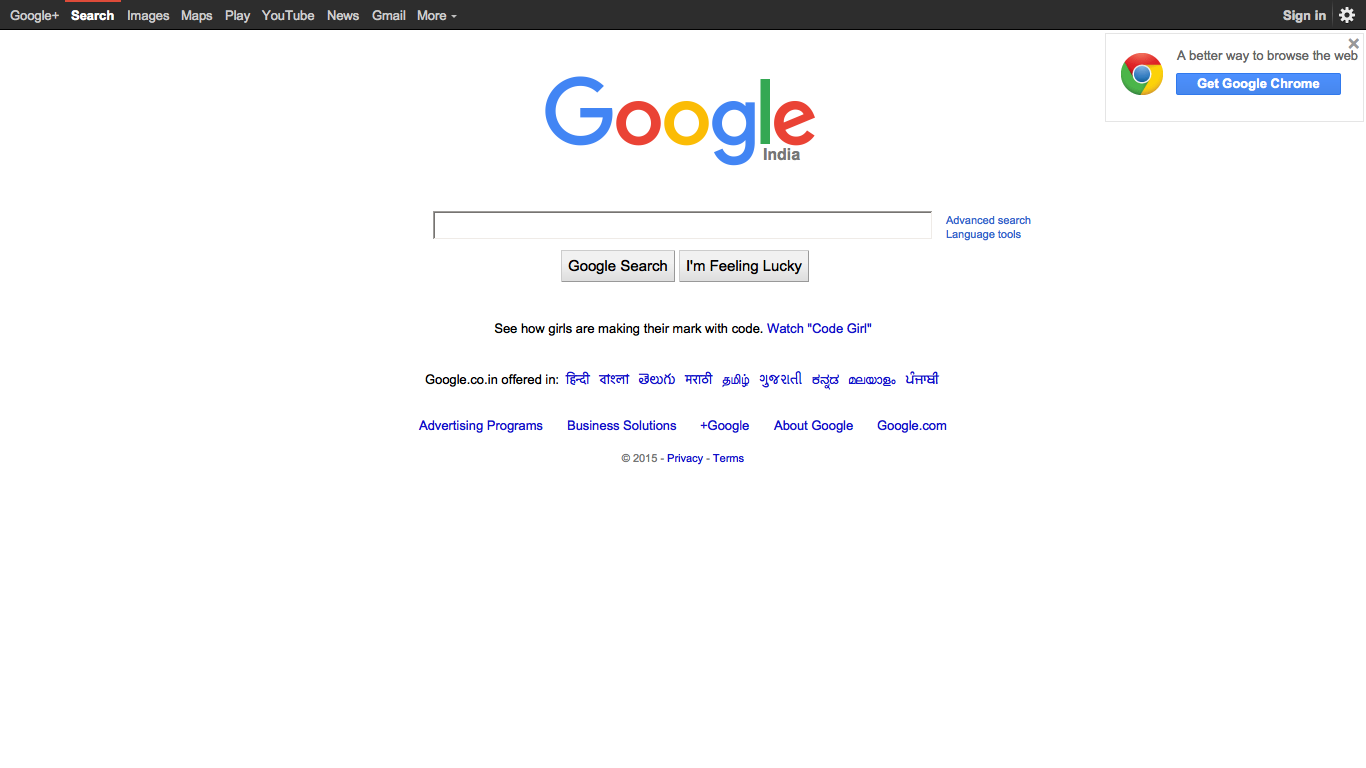 Google+ Search Images Maps Play YouTube News Gmail More Sign in
A better way to browse the web
Get Google Chrome
Google
India
Advanced search
Language tools
Google Search I'm Feeling Lucky
See how girls are making their mark with code. Watch "Code Girl"
Google.co.in offered in: हिन्दी বাংলা తెలుగు मराठी தமிழ் ગુજરાતી ಕನ್ನಡ മലയാളം ਪੰਜਾਬੀ
Advertising Programs Business Solutions +Google About Google Google.com
© 2015 - Privacy - Terms